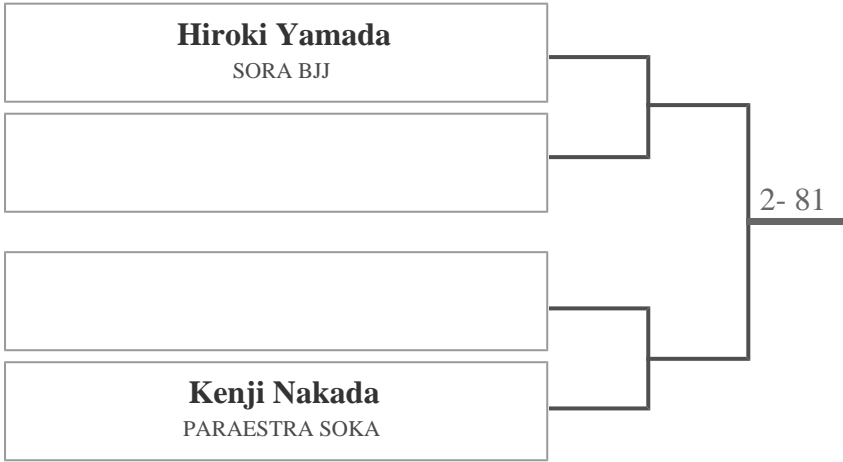 Hiroki Yamada
SORA BJJ
2- 81
Kenji Nakada
PARAESTRA SOKA